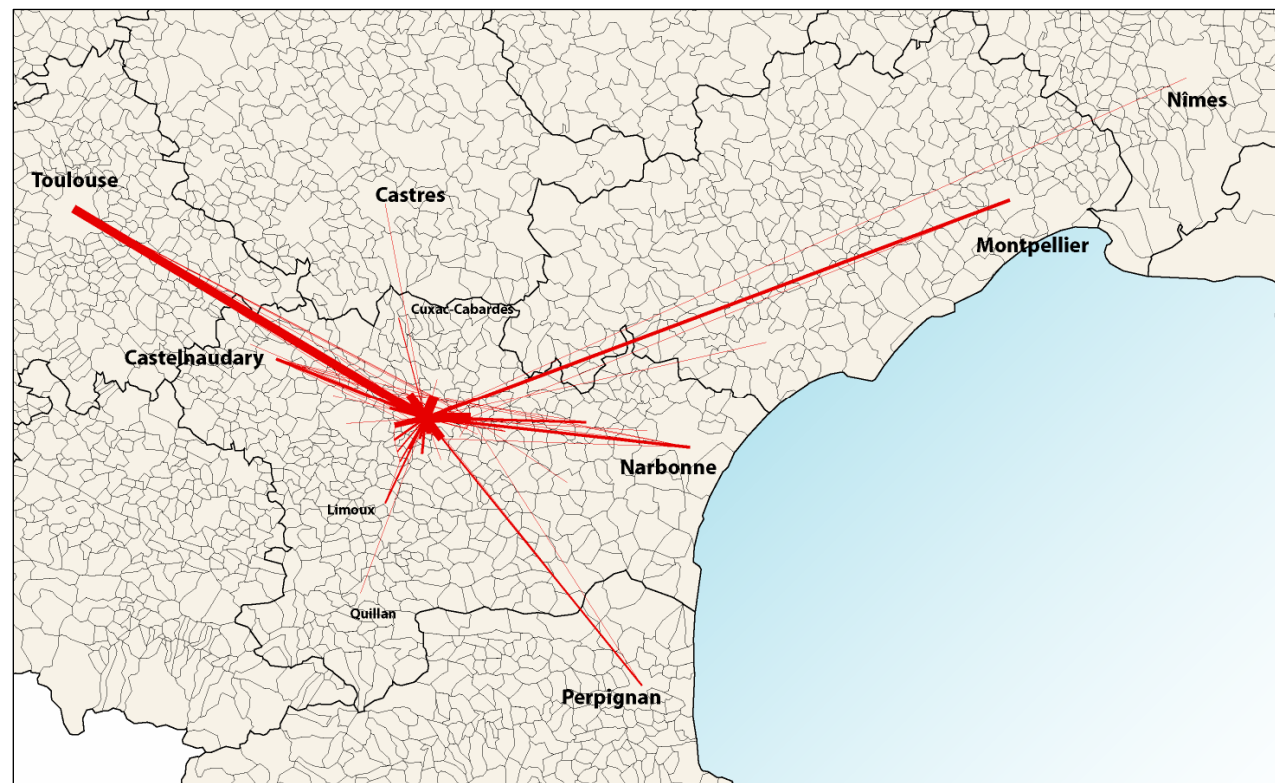 Nîmes
Toulouse
Castres
Montpellier
Cuxac-Cabardès
Castelnaudary
Narbonne
Limoux
Quillan
Perpignan